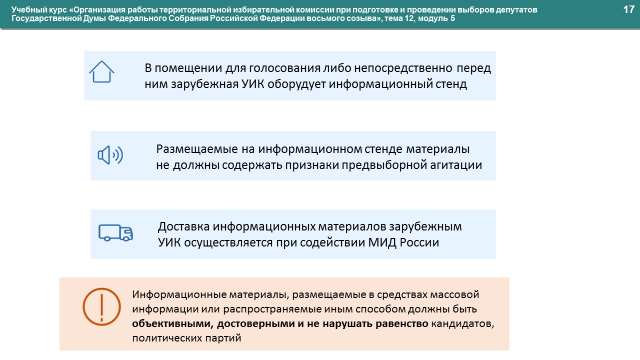 Учебный курс «Организация работы территориальной избирательной комиссии при подготовке и проведении выборов депутатов
Государственной Думы Федерального Собрания Российской Федерации восьмого созыва», тема 12, модуль 5
17
В помещении для голосования либо непосредственно перед
ним зарубежная УИК оборудует информационный стенд
Размещаемые на информационном стенде материалы
не должны содержать признаки предвыборной агитации
Доставка информационных материалов зарубежным
УИК осуществляется при содействии МИД России
Информационные материалы, размещаемые в средствах массовой
информации или распространяемые иным способом должны быть
объективными, достоверными и не нарушать равенство кандидатов,
политических партий